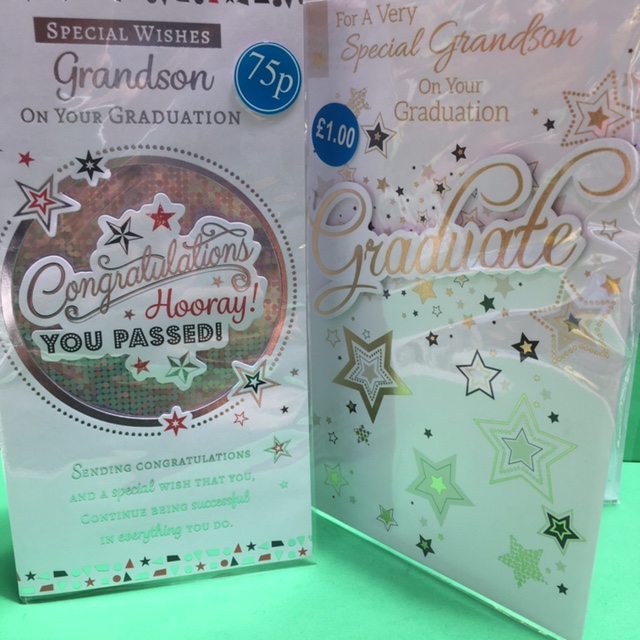 SPECIAL WISHES
Grandson
ON YOUR GRADUATION
75p
Congratulations
Hooray!
YOU PASSED!
SENDING CONGRATULATIONS
AND A special WISH THAT YOU,
CONTINUE BEING successful
IN everything YOU DO.
For A Very
Special Grandson
On Your
Graduation
£1.00
Graduate